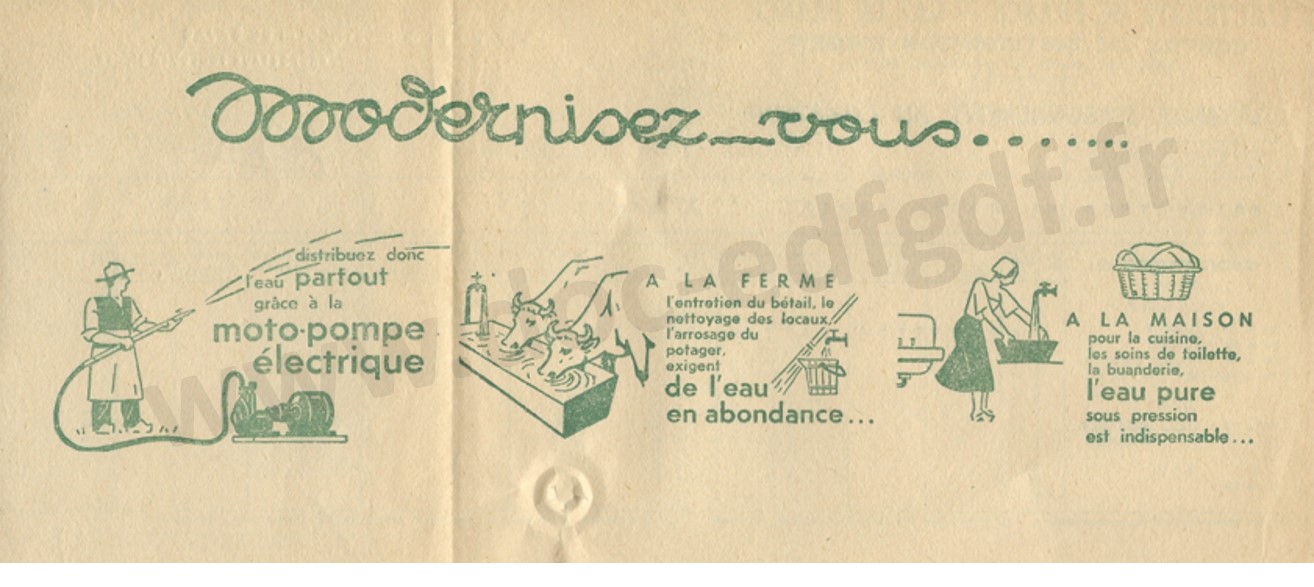 Modernisez-vous........
distribuez donc
l'eau partout
grâce à la
moto-pompe
électrique
A LA FERME
l'entretien du bétail, le
nettoyage des locaux,
l'arrosage du
potager,
exigent
de l'eau
en abondance...
A LA MAISON
pour la cuisine,
les soins de toilette,
la buanderie,
l'eau pure
sous pression
est indispensable...
www.doc.edfgdf.fr